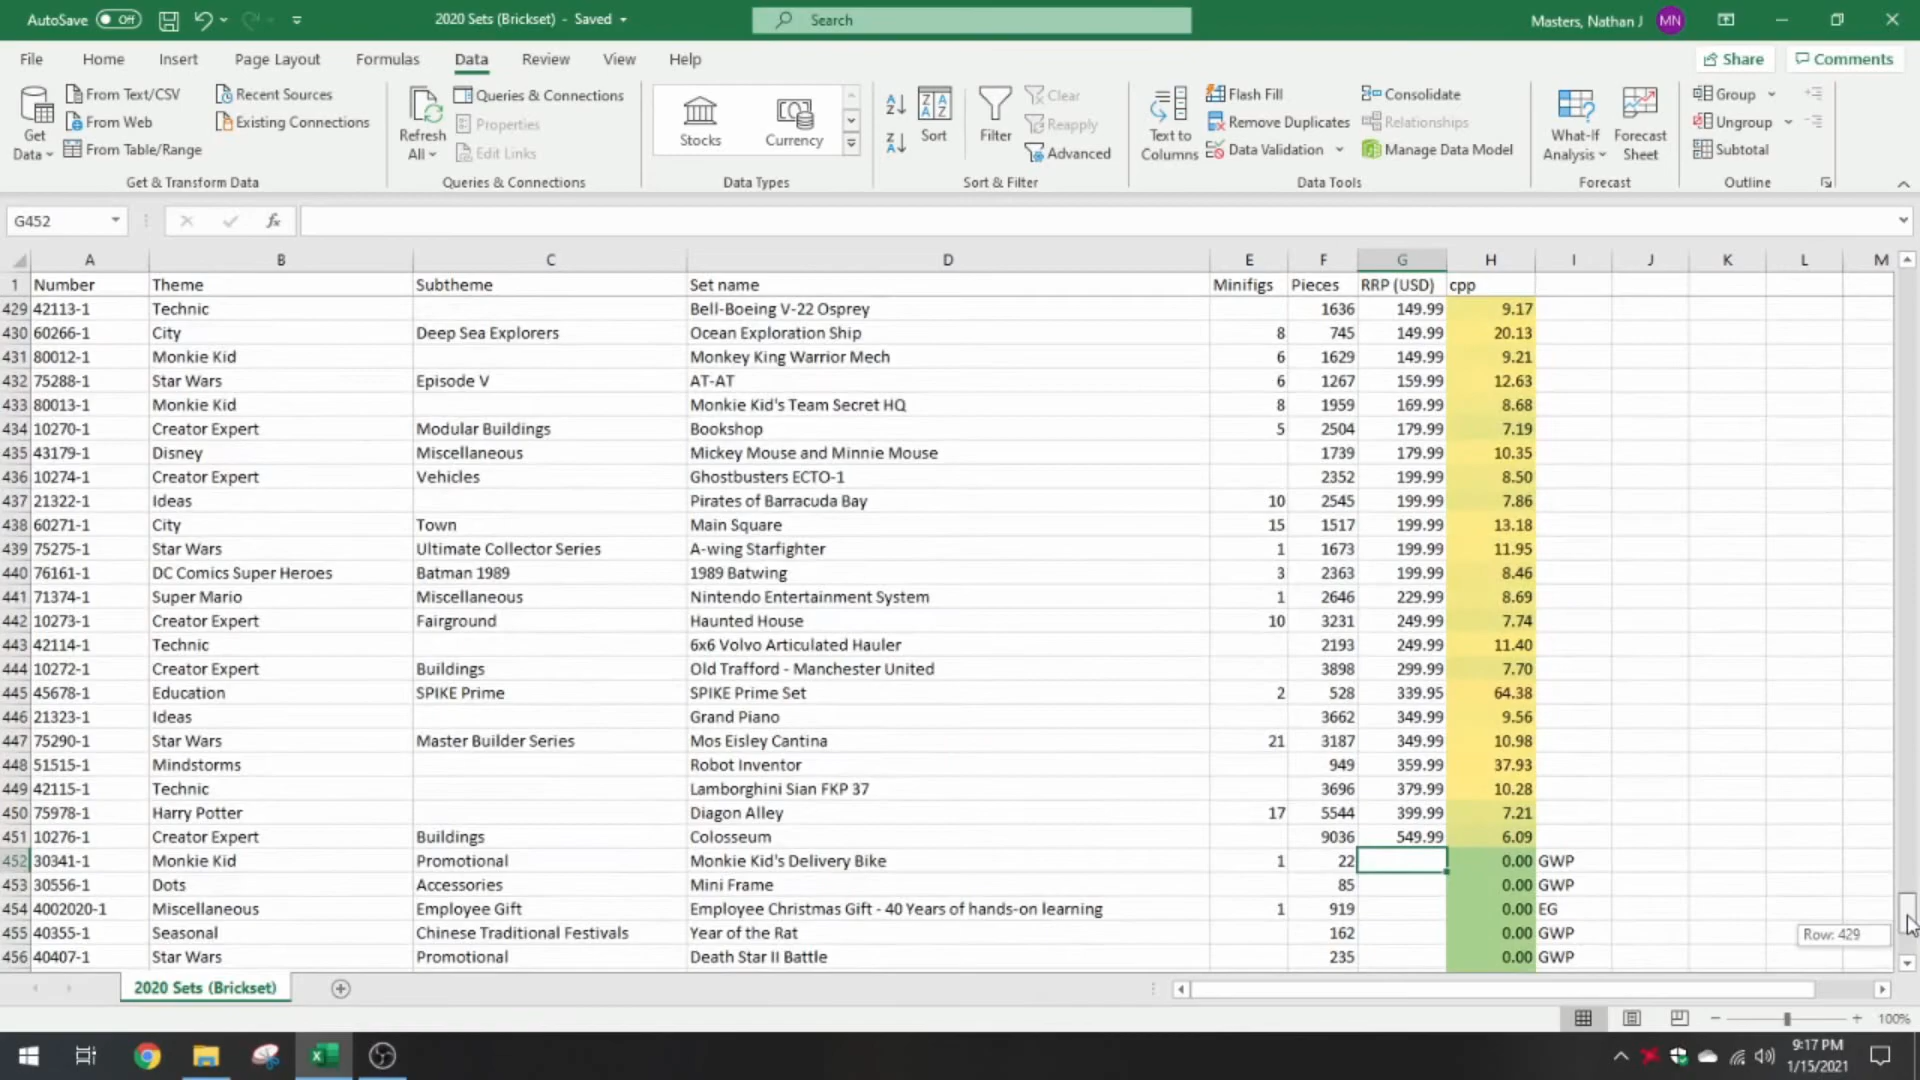 AutoSave Off 2020 Sets (Brickset) - Saved Search Masters, Nathan J MN
File Home Insert Page Layout Formulas Data Review View Help Share Comments
Get Data From Text/CSV From Web From Table/Range Recent Sources Existing Connections
Refresh All Queries & Connections Properties Edit Links
Stocks Currency
A Z Z A Sort Filter Clear Reapply Advanced
Text to Columns Flash Fill Remove Duplicates Data Validation Consolidate Relationships Manage Data Model
What-If Analysis Forecast Sheet Group Ungroup Subtotal
Get & Transform Data Queries & Connections Data Types Sort & Filter Data Tools Forecast Outline
G452 fx
A B C D E F G H I J K L M
1 Number Theme Subtheme Set name Minifigs Pieces RRP (USD) cpp
429 42113-1 Technic Bell-Boeing V-22 Osprey 1636 149.99 9.17
430 60266-1 City Deep Sea Explorers Ocean Exploration Ship 8 745 149.99 20.13
431 80012-1 Monkie Kid Monkey King Warrior Mech 6 1629 149.99 9.21
432 75288-1 Star Wars Episode V AT-AT 6 1267 159.99 12.63
433 80013-1 Monkie Kid Monkie Kid's Team Secret HQ 8 1959 169.99 8.68
434 10270-1 Creator Expert Modular Buildings Bookshop 5 2504 179.99 7.19
435 43179-1 Disney Miscellaneous Mickey Mouse and Minnie Mouse 1739 179.99 10.35
436 10274-1 Creator Expert Vehicles Ghostbusters ECTO-1 2352 199.99 8.50
437 21322-1 Ideas Pirates of Barracuda Bay 10 2545 199.99 7.86
438 60271-1 City Town Main Square 15 1517 199.99 13.18
439 75275-1 Star Wars Ultimate Collector Series A-wing Starfighter 1 1673 199.99 11.95
440 76161-1 DC Comics Super Heroes Batman 1989 1989 Batwing 3 2363 199.99 8.46
441 71374-1 Super Mario Miscellaneous Nintendo Entertainment System 1 2646 229.99 8.69
442 10273-1 Creator Expert Fairground Haunted House 10 3231 249.99 7.74
443 42114-1 Technic 6x6 Volvo Articulated Hauler 2193 249.99 11.40
444 10272-1 Creator Expert Buildings Old Trafford - Manchester United 3898 299.99 7.70
445 45678-1 Education SPIKE Prime SPIKE Prime Set 2 528 339.95 64.38
446 21323-1 Ideas Grand Piano 3662 349.99 9.56
447 75290-1 Star Wars Master Builder Series Mos Eisley Cantina 21 3187 349.99 10.98
448 51515-1 Mindstorms Robot Inventor 949 359.99 37.93
449 42115-1 Technic Lamborghini Sian FKP 37 3696 379.99 10.28
450 75978-1 Harry Potter Diagon Alley 17 5544 399.99 7.21
451 10276-1 Creator Expert Buildings Colosseum 9036 549.99 6.09
452 30341-1 Monkie Kid Promotional Monkie Kid's Delivery Bike 1 22 0.00 GWP
453 30556-1 Dots Accessories Mini Frame 85 0.00 GWP
454 4002020-1 Miscellaneous Employee Gift Employee Christmas Gift - 40 Years of hands-on learning 1 919 0.00 EG
455 40355-1 Seasonal Chinese Traditional Festivals Year of the Rat 162 0.00 GWP
456 40407-1 Star Wars Promotional Death Star II Battle 235 0.00 GWP
Row: 429
2020 Sets (Brickset)
100%
9:17 PM
1/15/2021